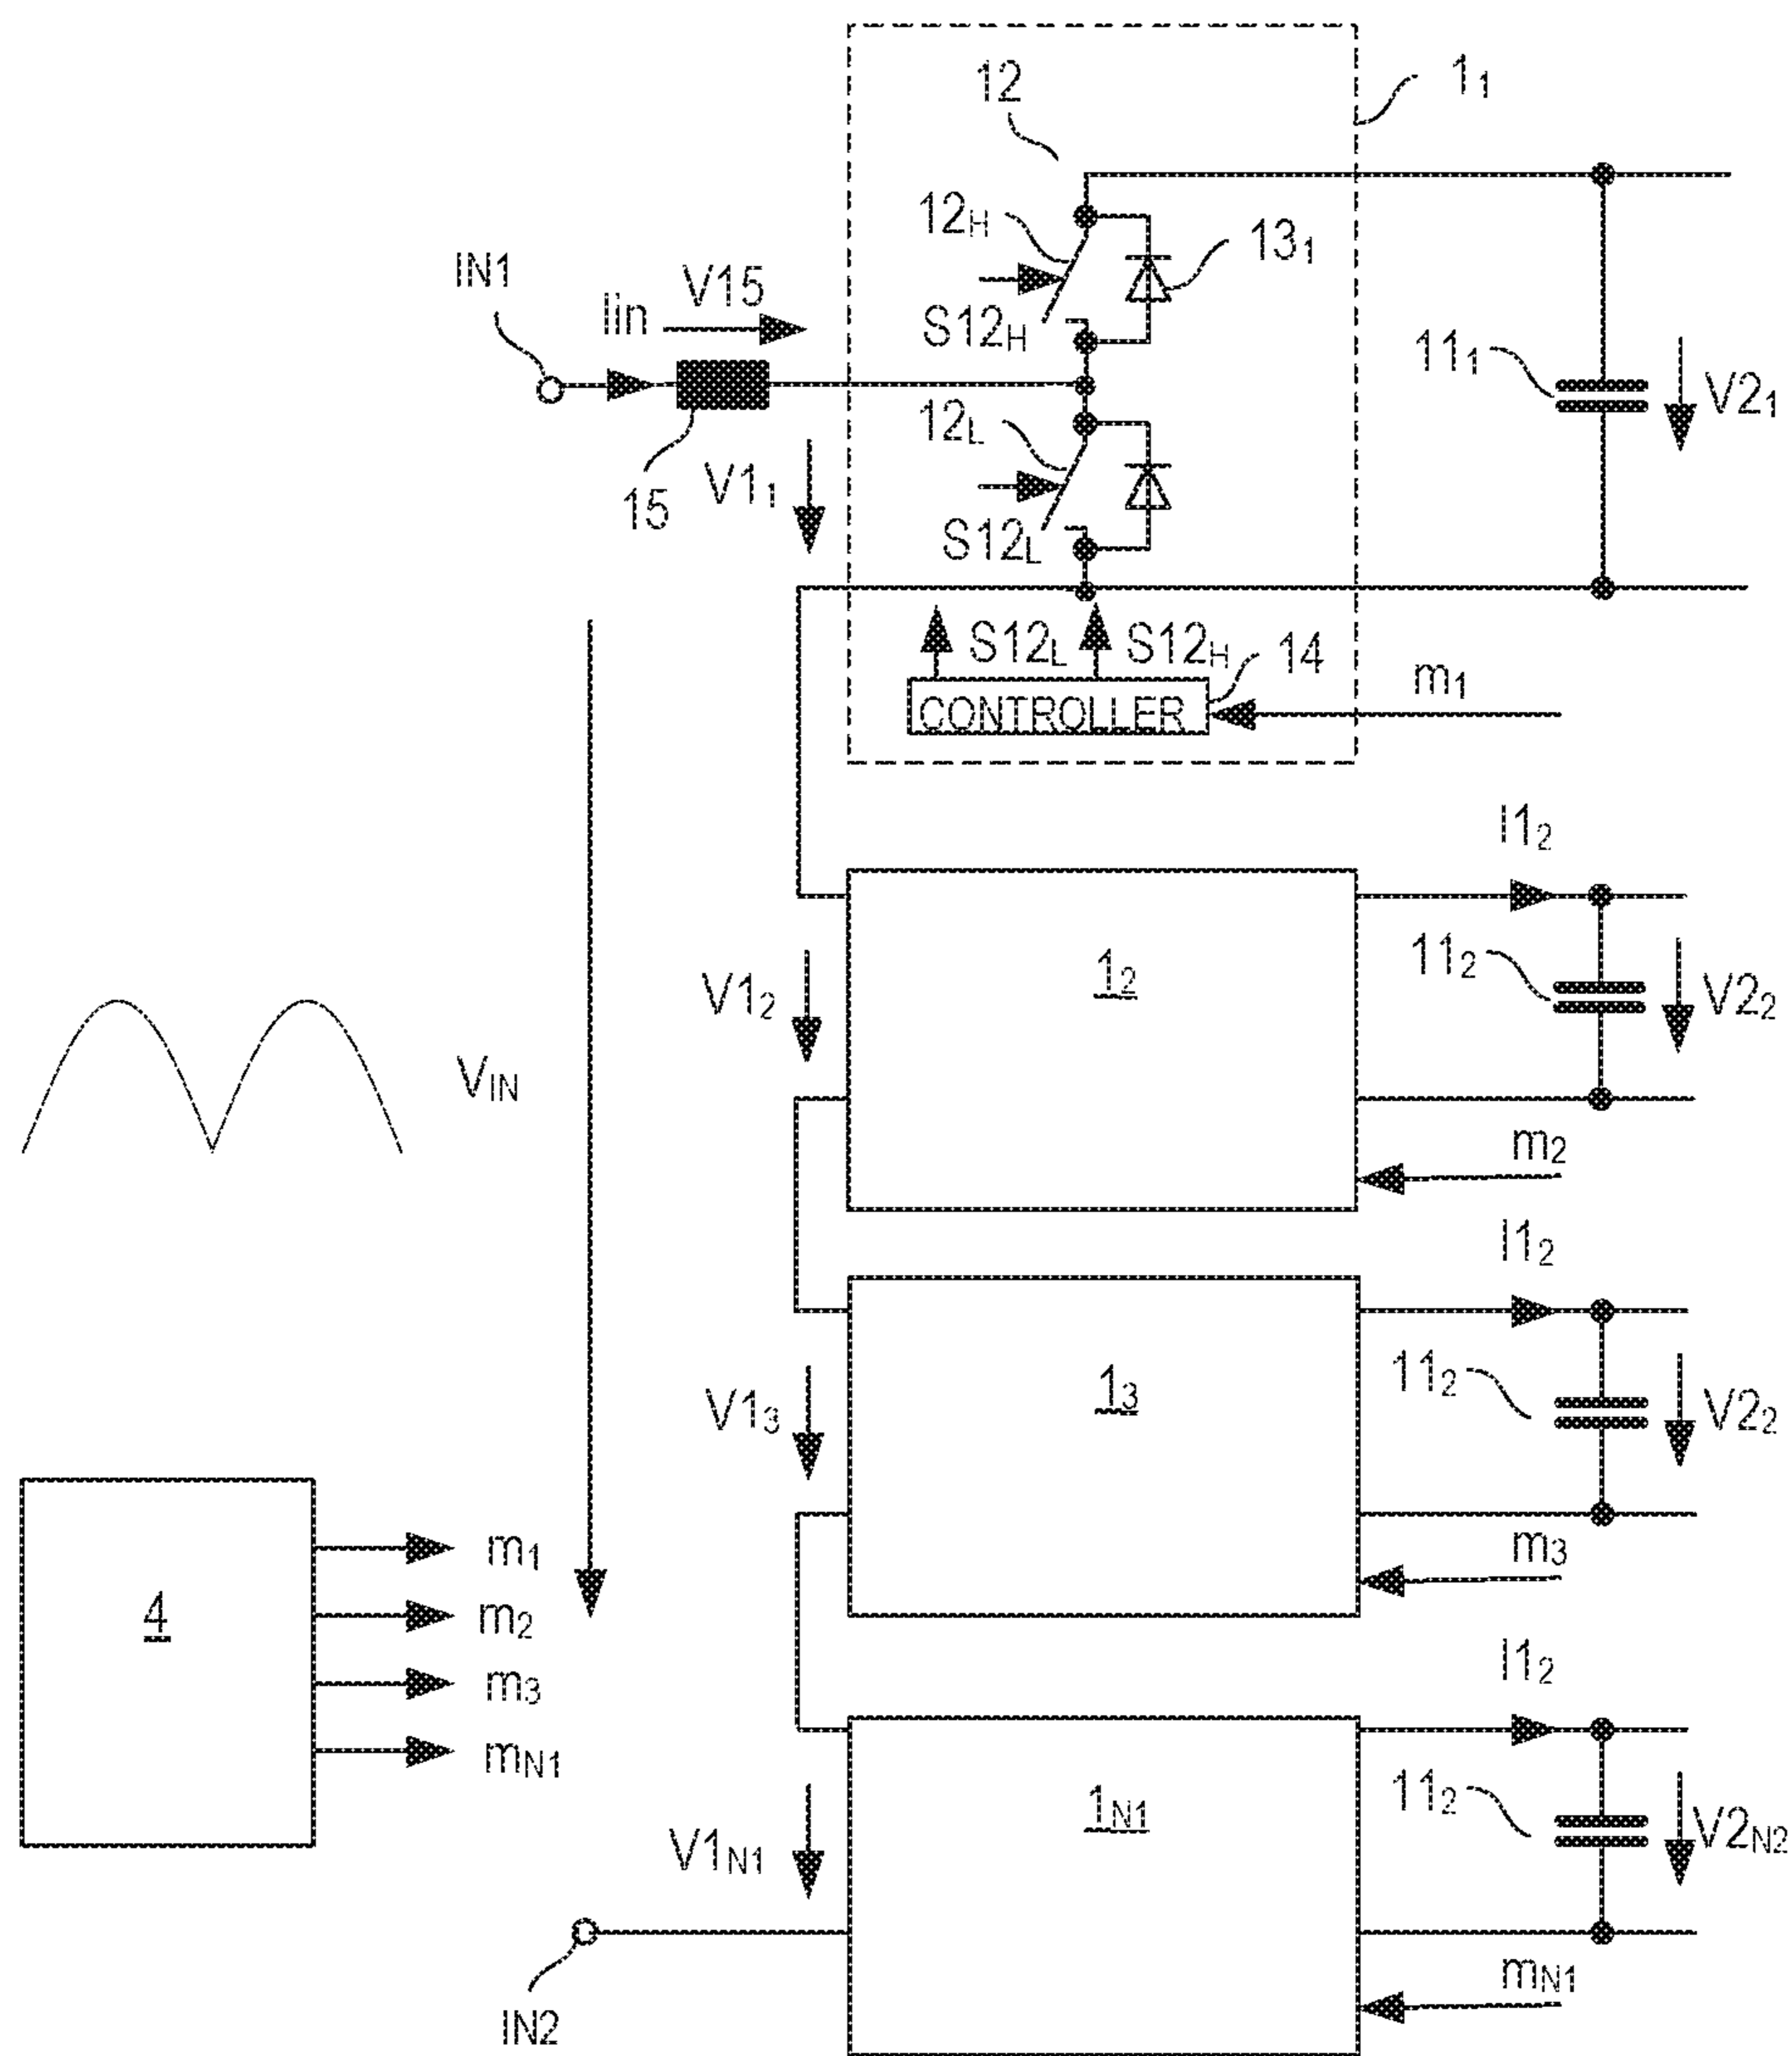 12
1₁
12H
13₁
IN1
V15
Iin
S12H
11₁
V2₁
12L
V1₁
15
S12L
S12L
S12H
14
m₁
CONTROLLER
I1₂
1₂
11₂
V1₂
V2₂
VIN
m₂
I1₂
1₃
11₂
V1₃
V2₂
m₃
4
m₁
m₂
m₃
mN1
I1₂
1N1
11₂
V1N1
V2N2
mN1
IN2